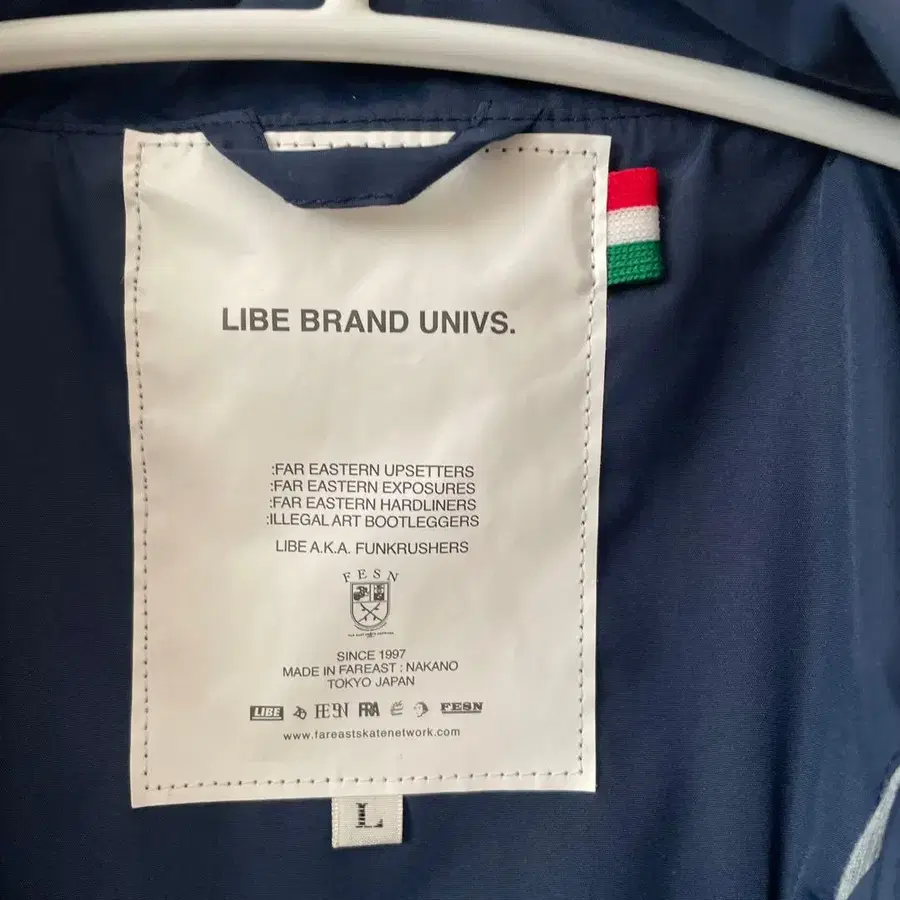 LIBE BRAND UNIVS.
:FAR EASTERN UPSETTERS
:FAR EASTERN EXPOSURES
:FAR EASTERN HARDLINERS
:ILLEGAL ART BOOTLEGGERS
LIBE A.K.A. FUNKRUSHERS
FESN
SINCE 1997
MADE IN FAREAST : NAKANO
TOKYO JAPAN
LIBE FESN FRA FESN
www.fareastskatenetwork.com
L